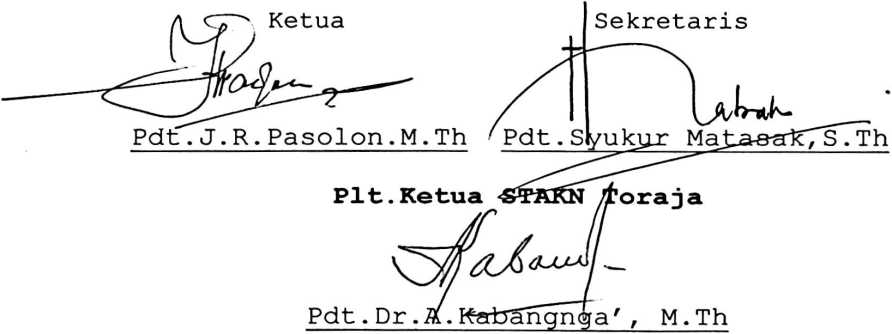 Ketua Sekretaris
Pdt.J.R.Pasolon.M.Th Pdt.Syukur Matasak,S.Th
Plt.Ketua STAKN Toraja
Pdt.Dr.A.Kabangnga', M.Th